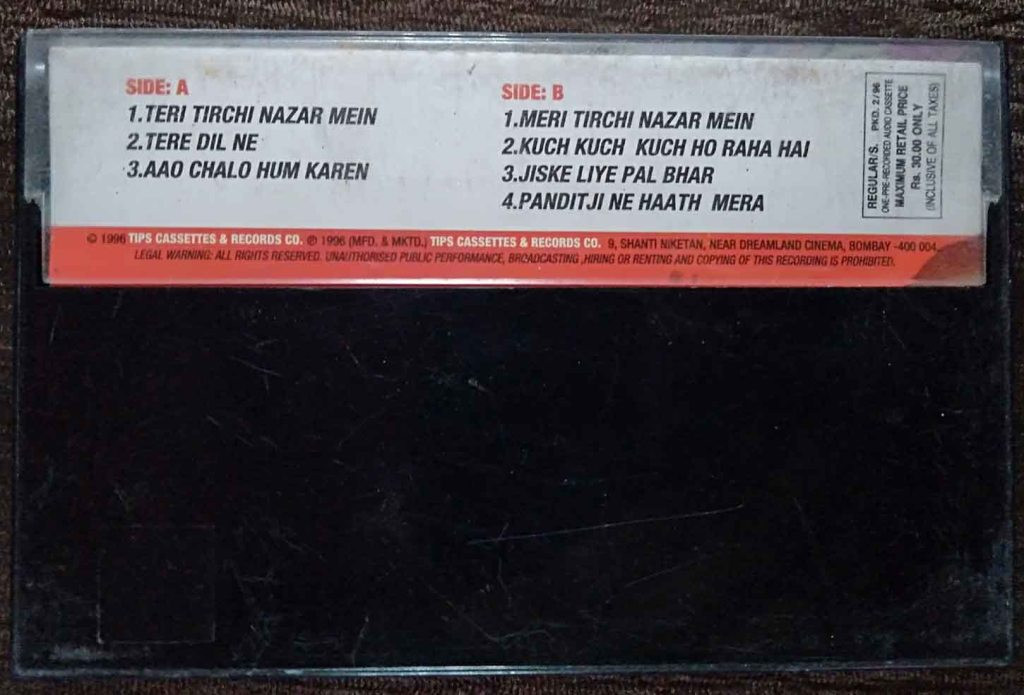 SIDE: A
1.TERI TIRCHI NAZAR MEIN
2.TERE DIL NE
3.AAO CHALO HUM KAREN
SIDE: B
1.MERI TIRCHI NAZAR MEIN
2.KUCH KUCH KUCH HO RAHA HAI
3.JISKE LIYE PAL BHAR
4.PANDITJI NE HAATH MERA
REGULAR/S. PKD. 2/96
ONE-PRE-RECORDED AUDIO CASSETTE
MAXIMUM RETAIL PRICE
Rs. 30.00 ONLY
(INCLUSIVE OF ALL TAXES)
© 1996 TIPS CASSETTES & RECORDS CO. ℗ 1996 (MFD. & MKTD.) TIPS CASSETTES & RECORDS CO. 9, SHANTI NIKETAN, NEAR DREAMLAND CINEMA, BOMBAY -400 004.
LEGAL WARNING: ALL RIGHTS RESERVED. UNAUTHORISED PUBLIC PERFORMANCE, BROADCASTING ,HIRING OR RENTING AND COPYING OF THIS RECORDING IS PROHIBITED.